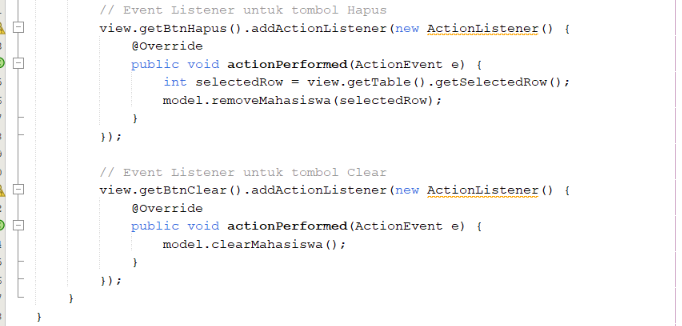 // Event Listener untuk tombol Hapus
view.getBtnHapus().addActionListener(new ActionListener() {
@Override
public void actionPerformed(ActionEvent e) {
int selectedRow = view.getTable().getSelectedRow();
model.removeMahasiswa(selectedRow);
}
});
// Event Listener untuk tombol Clear
view.getBtnClear().addActionListener(new ActionListener() {
@Override
public void actionPerformed(ActionEvent e) {
model.clearMahasiswa();
}
});
}
}